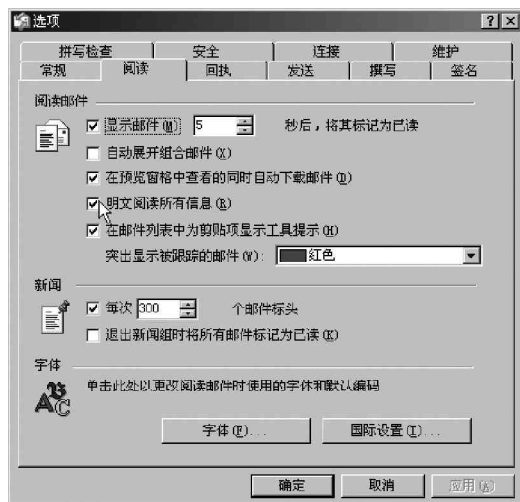 选项
拼写检查 安全 连接 维护
常规 阅读 回执 发送 撰写 签名
阅读邮件
显示邮件(M) 5 秒后，将其标记为已读
自动展开组合邮件(X)
在预览窗格中查看的同时自动下载邮件(D)
明文阅读所有信息(R)
在邮件列表中为剪贴项显示工具提示(H)
突出显示被跟踪的邮件(W): 红色
新闻
每次 300 个邮件标头
退出新闻组时将所有邮件标记为已读(K)
字体
单击此处以更改阅读邮件时使用的字体和默认编码
字体(F)... 国际设置(I)...
确定 取消 应用(A)